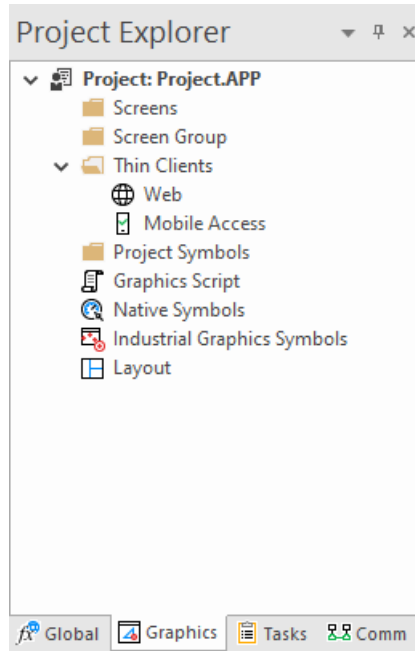 Project Explorer
Project: Project.APP
Screens
Screen Group
Thin Clients
Web
Mobile Access
Project Symbols
Graphics Script
Native Symbols
Industrial Graphics Symbols
Layout
fx Global Graphics Tasks Comm